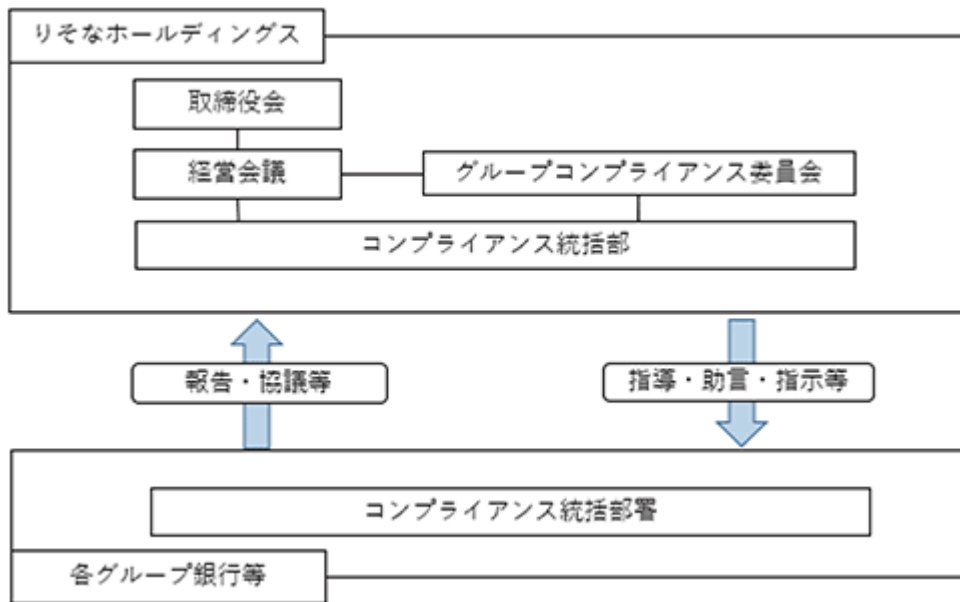 りそなホールディングス
取締役会
経営会議
グループコンプライアンス委員会
コンプライアンス統括部
報告・協議等
指導・助言・指示等
コンプライアンス統括部署
各グループ銀行等